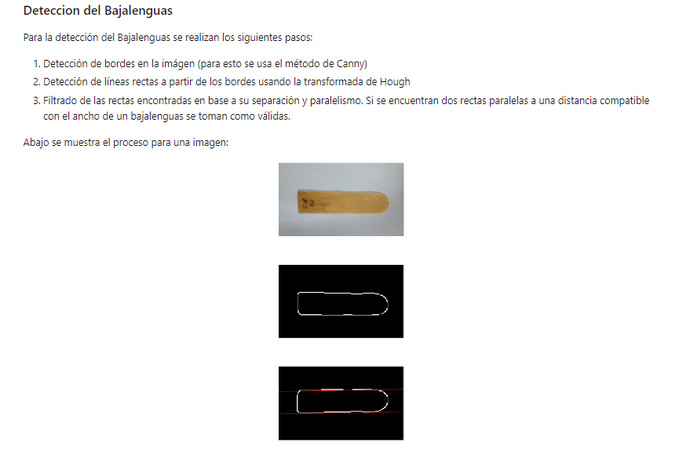 Deteccion del Bajalenguas
Para la detección del Bajalenguas se realizan los siguientes pasos:
1. Detección de bordes en la imágen (para esto se usa el método de Canny)
2. Detección de líneas rectas a partir de los bordes usando la transformada de Hough
3. Filtrado de las rectas encontradas en base a su separación y paralelismo. Si se encuentran dos rectas paralelas a una distancia compatible
con el ancho de un bajalenguas se toman como válidas.
Abajo se muestra el proceso para una imagen: